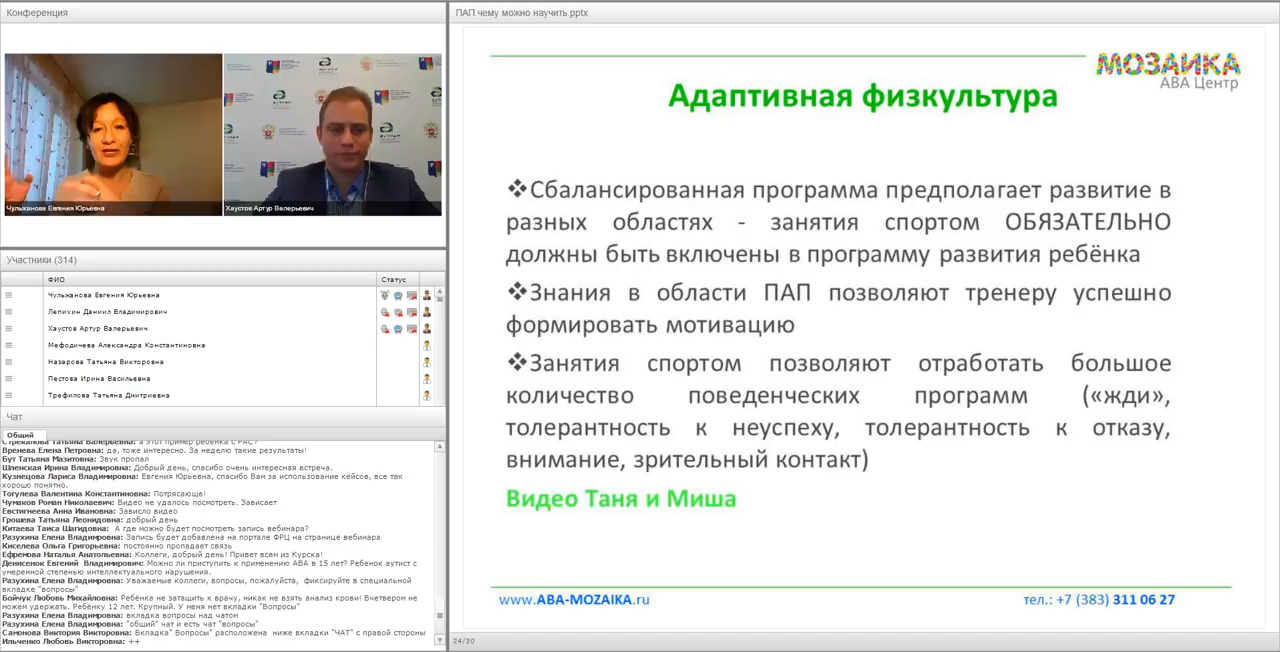 Конференция
Чульжанова Евгения Юрьевна
Хаустов Артур Валерьевич
Участники (314)
ФИО
Статус
Чульжанова Евгения Юрьевна
Лепихин Даниил Владимирович
Хаустов Артур Валерьевич
Мефодичева Александра Константиновна
Назарова Татьяна Викторовна
Пестова Ирина Васильевна
Трефилова Татьяна Дмитриевна
Чат
Общий
Стрекалова Татьяна Валерьевна: а этот пример ребенка с РАС?
Вренева Елена Петровна: да, тоже интересно. За неделю такие результаты!
Бут Татьяна Мазитовна: Звук пропал
Шленская Ирина Владимировна: Добрый день, спасибо очень интересная встреча.
Кузнецова Лариса Владимировна: Евгения Юрьевна, спасибо Вам за использование кейсов, все так
хорошо понятно.
Тогулева Валентина Константиновна: Потрясающе!
Чумаков Роман Николаевич: Видео не удалось посмотреть. Зависает
Евстигнеева Анна Ивановна: Зависло видео
Грошева Татьяна Леонидовна: добрый день
Китаева Таиса Шагидовна: А где можно будет посмотреть запись вебинара?
Разухина Елена Владимировна: Запись будет добавлена на портале ФРЦ на странице вебинара
Киселева Ольга Григорьевна: постоянно пропадает связь
Ефремова Наталья Анатольевна: Коллеги, добрый день! Привет всем из Курска!
Денисенок Евгений Владимирович: Можно ли приступить к применению АВА в 15 лет? Ребенок аутист с
умеренной степенью интеллектуального нарушения.
Разухина Елена Владимировна: Уважаемые коллеги, вопросы, пожалуйста, фиксируйте в специальной
вкладке "вопросы"
Бойчук Любовь Михайловна: Ребёнка не затащить к врачу, никак не взять анализ крови! Вчетвером не
можем удержать. Ребёнку 12 лет. Крупный. У меня нет вкладки "Вопросы"
Разухина Елена Владимировна: вкладка вопросы над чатом
Разухина Елена Владимировна: "общий" чат и есть чат "вопросы"
Самонова Виктория Викторовна: Вкладка" Вопросы" расположена ниже вкладки "ЧАТ" с правой стороны
Ильченко Любовь Викторовна: ++
ПАП чему можно научить.pptx
МОЗАИКА
АВА Центр
Адаптивная физкультура
❖Сбалансированная программа предполагает развитие в
разных областях - занятия спортом ОБЯЗАТЕЛЬНО
должны быть включены в программу развития ребёнка
❖Знания в области ПАП позволяют тренеру успешно
формировать мотивацию
❖Занятия спортом позволяют отработать большое
количество поведенческих программ («жди»,
толерантность к неуспеху, толерантность к отказу,
внимание, зрительный контакт)
Видео Таня и Миша
www.ABA-MOZAIKA.ru
тел.: +7 (383) 311 06 27
24/30